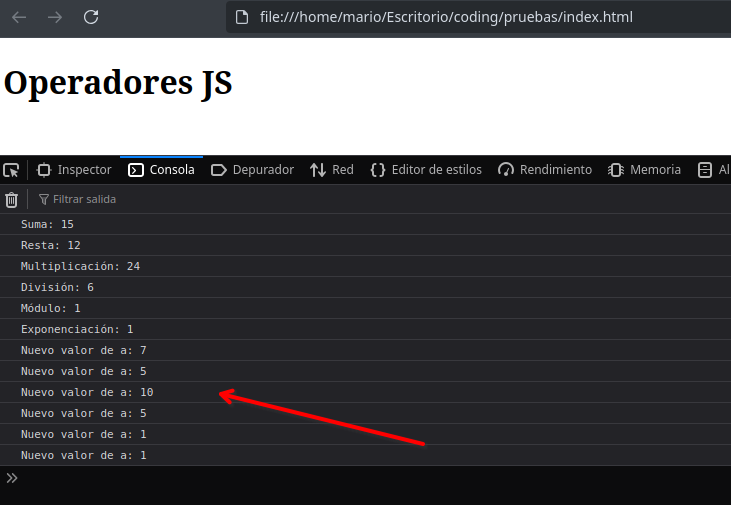 file:///home/mario/Escritorio/coding/pruebas/index.html
Operadores JS
Inspector Consola Depurador Red Editor de estilos Rendimiento Memoria Al
Filtrar salida
Suma: 15
Resta: 12
Multiplicación: 24
División: 6
Módulo: 1
Exponenciación: 1
Nuevo valor de a: 7
Nuevo valor de a: 5
Nuevo valor de a: 10
Nuevo valor de a: 5
Nuevo valor de a: 1
Nuevo valor de a: 1